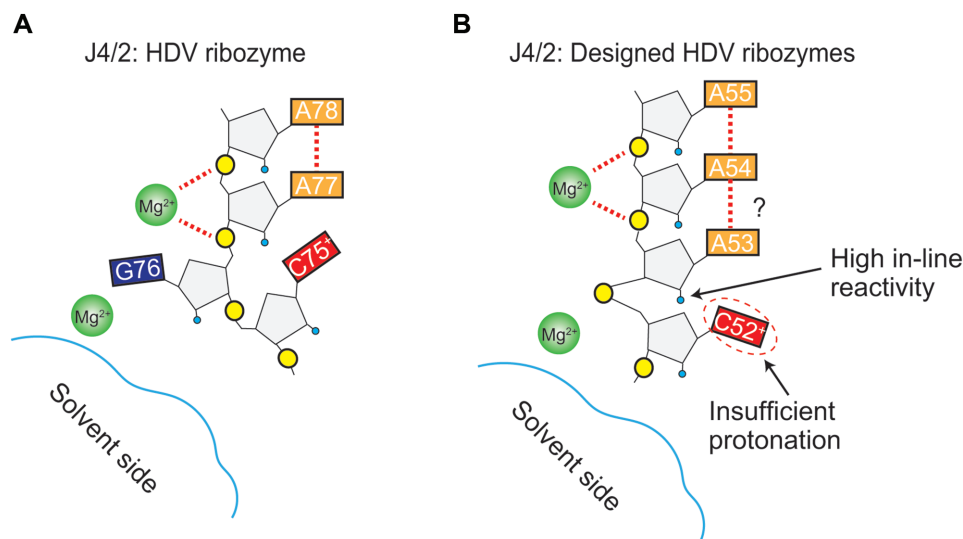 A
J4/2: HDV ribozyme
A78
A77
Mg²⁺
G76
C75⁺
Mg²⁺
Solvent side
B
J4/2: Designed HDV ribozymes
A55
A54
Mg²⁺
?
A53
High in-line
reactivity
C52⁺
Mg²⁺
Insufficient
protonation
Solvent side